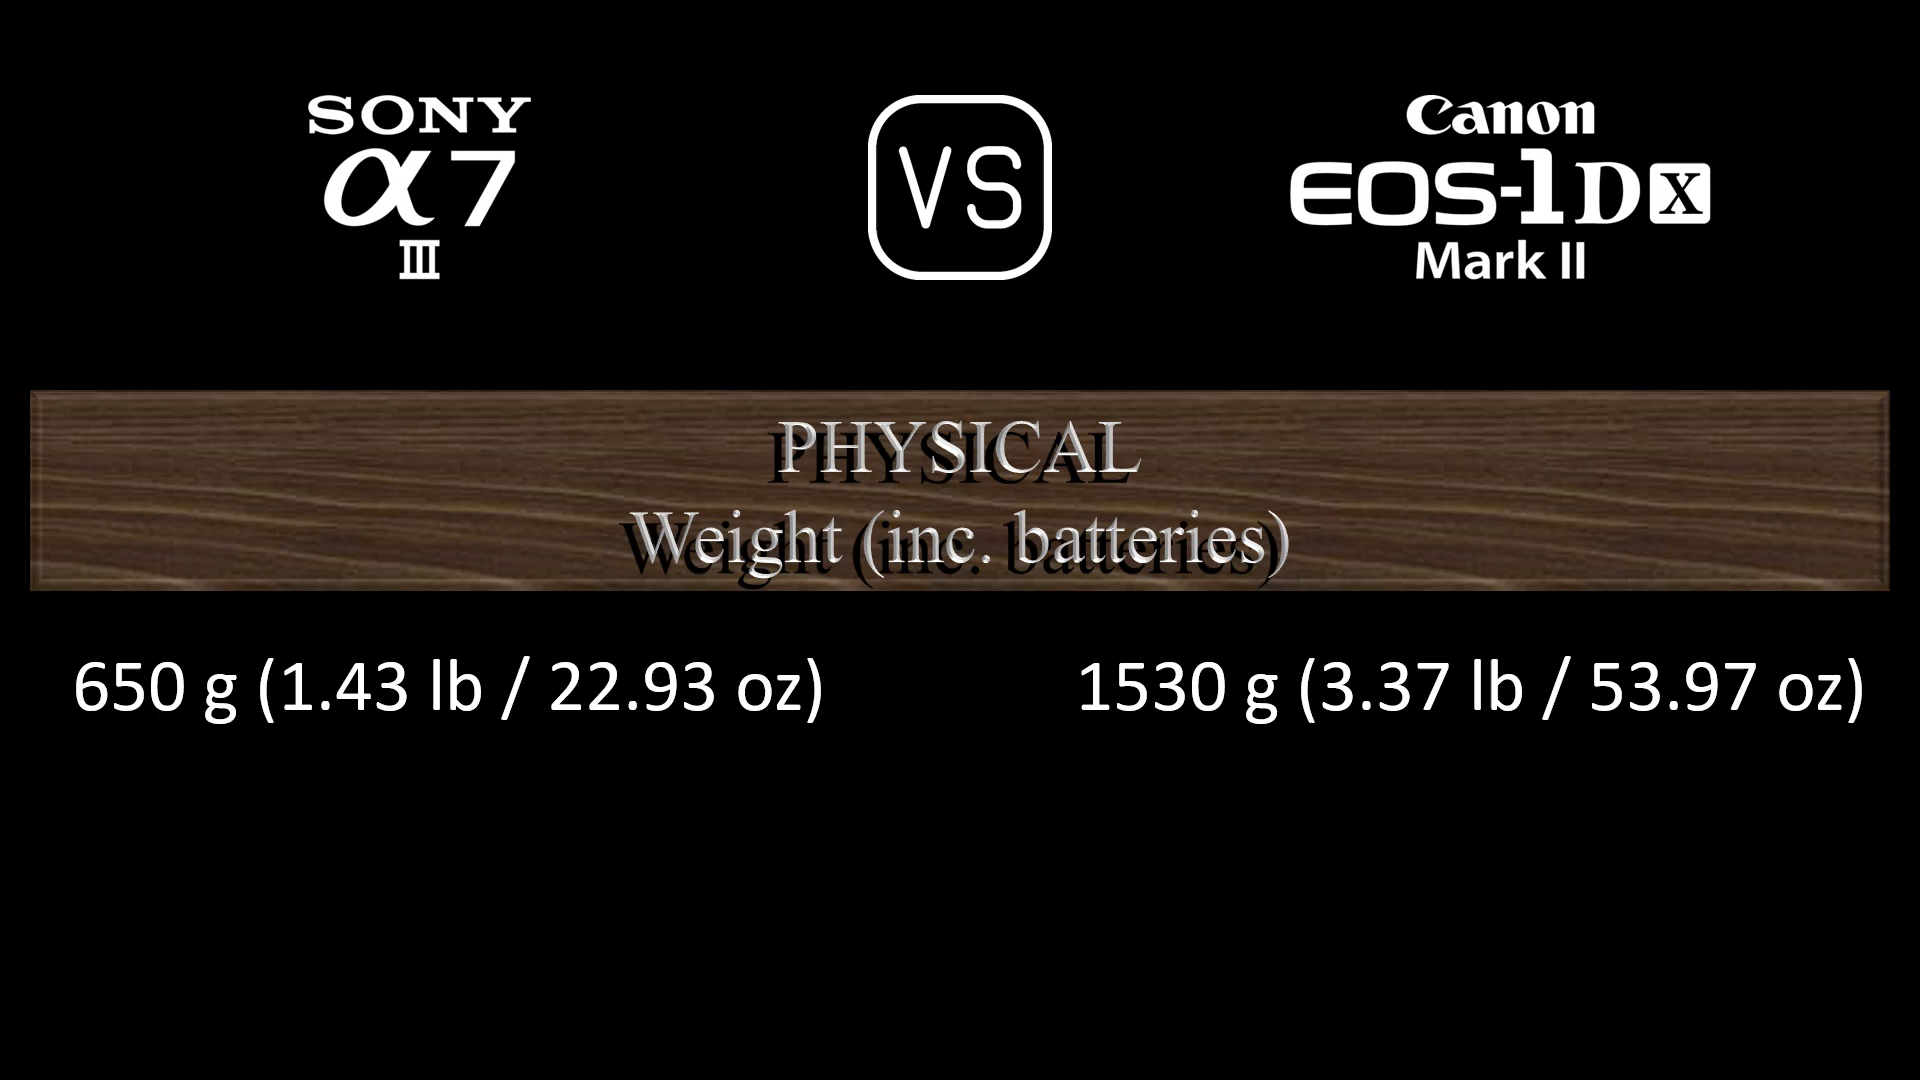 SONY
α7
III
VS
Canon
EOS-1D X
Mark II
PHYSICAL
Weight (inc. batteries)
650 g (1.43 lb / 22.93 oz)
1530 g (3.37 lb / 53.97 oz)